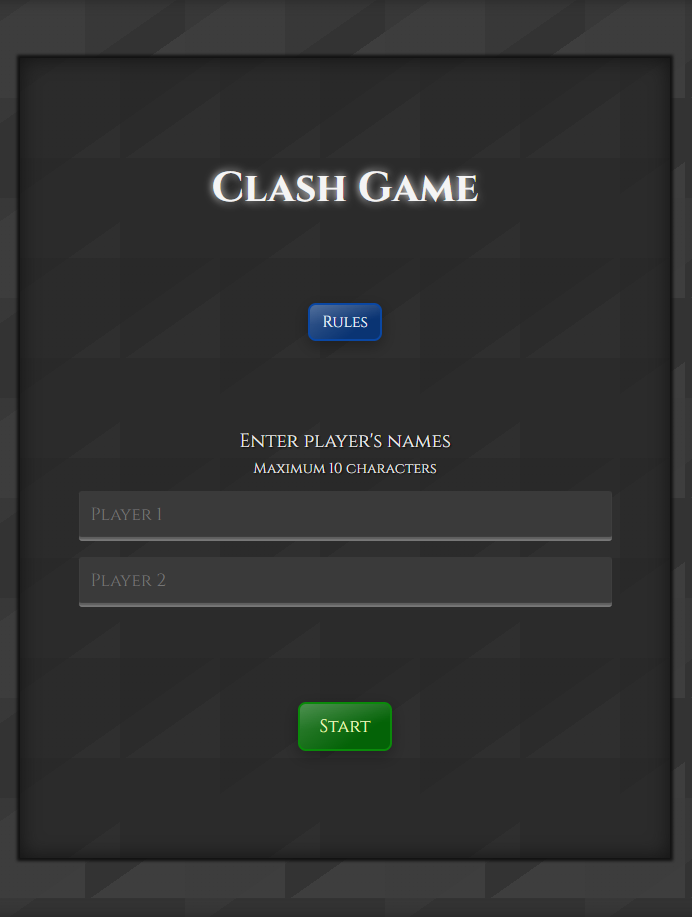 Clash Game
Rules
Enter player's names
Maximum 10 characters
Player 1
Player 2
Start